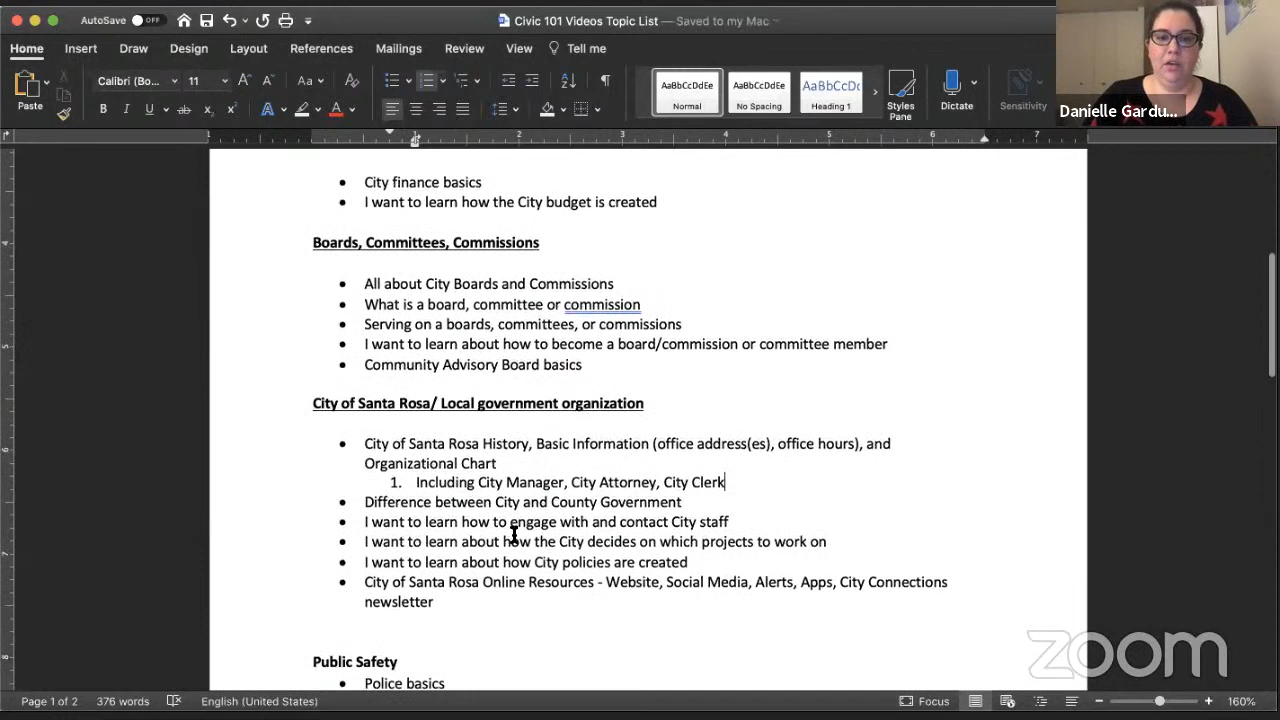 AutoSave OFF
Civic 101 Videos Topic List — Saved to my Mac
Home Insert Draw Design Layout References Mailings Review View Tell me
Paste
Calibri (Bo... 11
AaBbCcDdEe AaBbCcDdEe AaBbCcDc
Normal No Spacing Heading 1
Styles Pane
Dictate
Sensitivity
Danielle Gardu...
1 1 2 3 4 5 6 7
• City finance basics
• I want to learn how the City budget is created
Boards, Committees, Commissions
• All about City Boards and Commissions
• What is a board, committee or commission
• Serving on a boards, committees, or commissions
• I want to learn about how to become a board/commission or committee member
• Community Advisory Board basics
City of Santa Rosa/ Local government organization
• City of Santa Rosa History, Basic Information (office address(es), office hours), and
Organizational Chart
1. Including City Manager, City Attorney, City Clerk
• Difference between City and County Government
• I want to learn how to engage with and contact City staff
• I want to learn about how the City decides on which projects to work on
• I want to learn about how City policies are created
• City of Santa Rosa Online Resources - Website, Social Media, Alerts, Apps, City Connections
newsletter
Public Safety
• Police basics
zoom
Page 1 of 2 376 words English (United States) Focus 160%